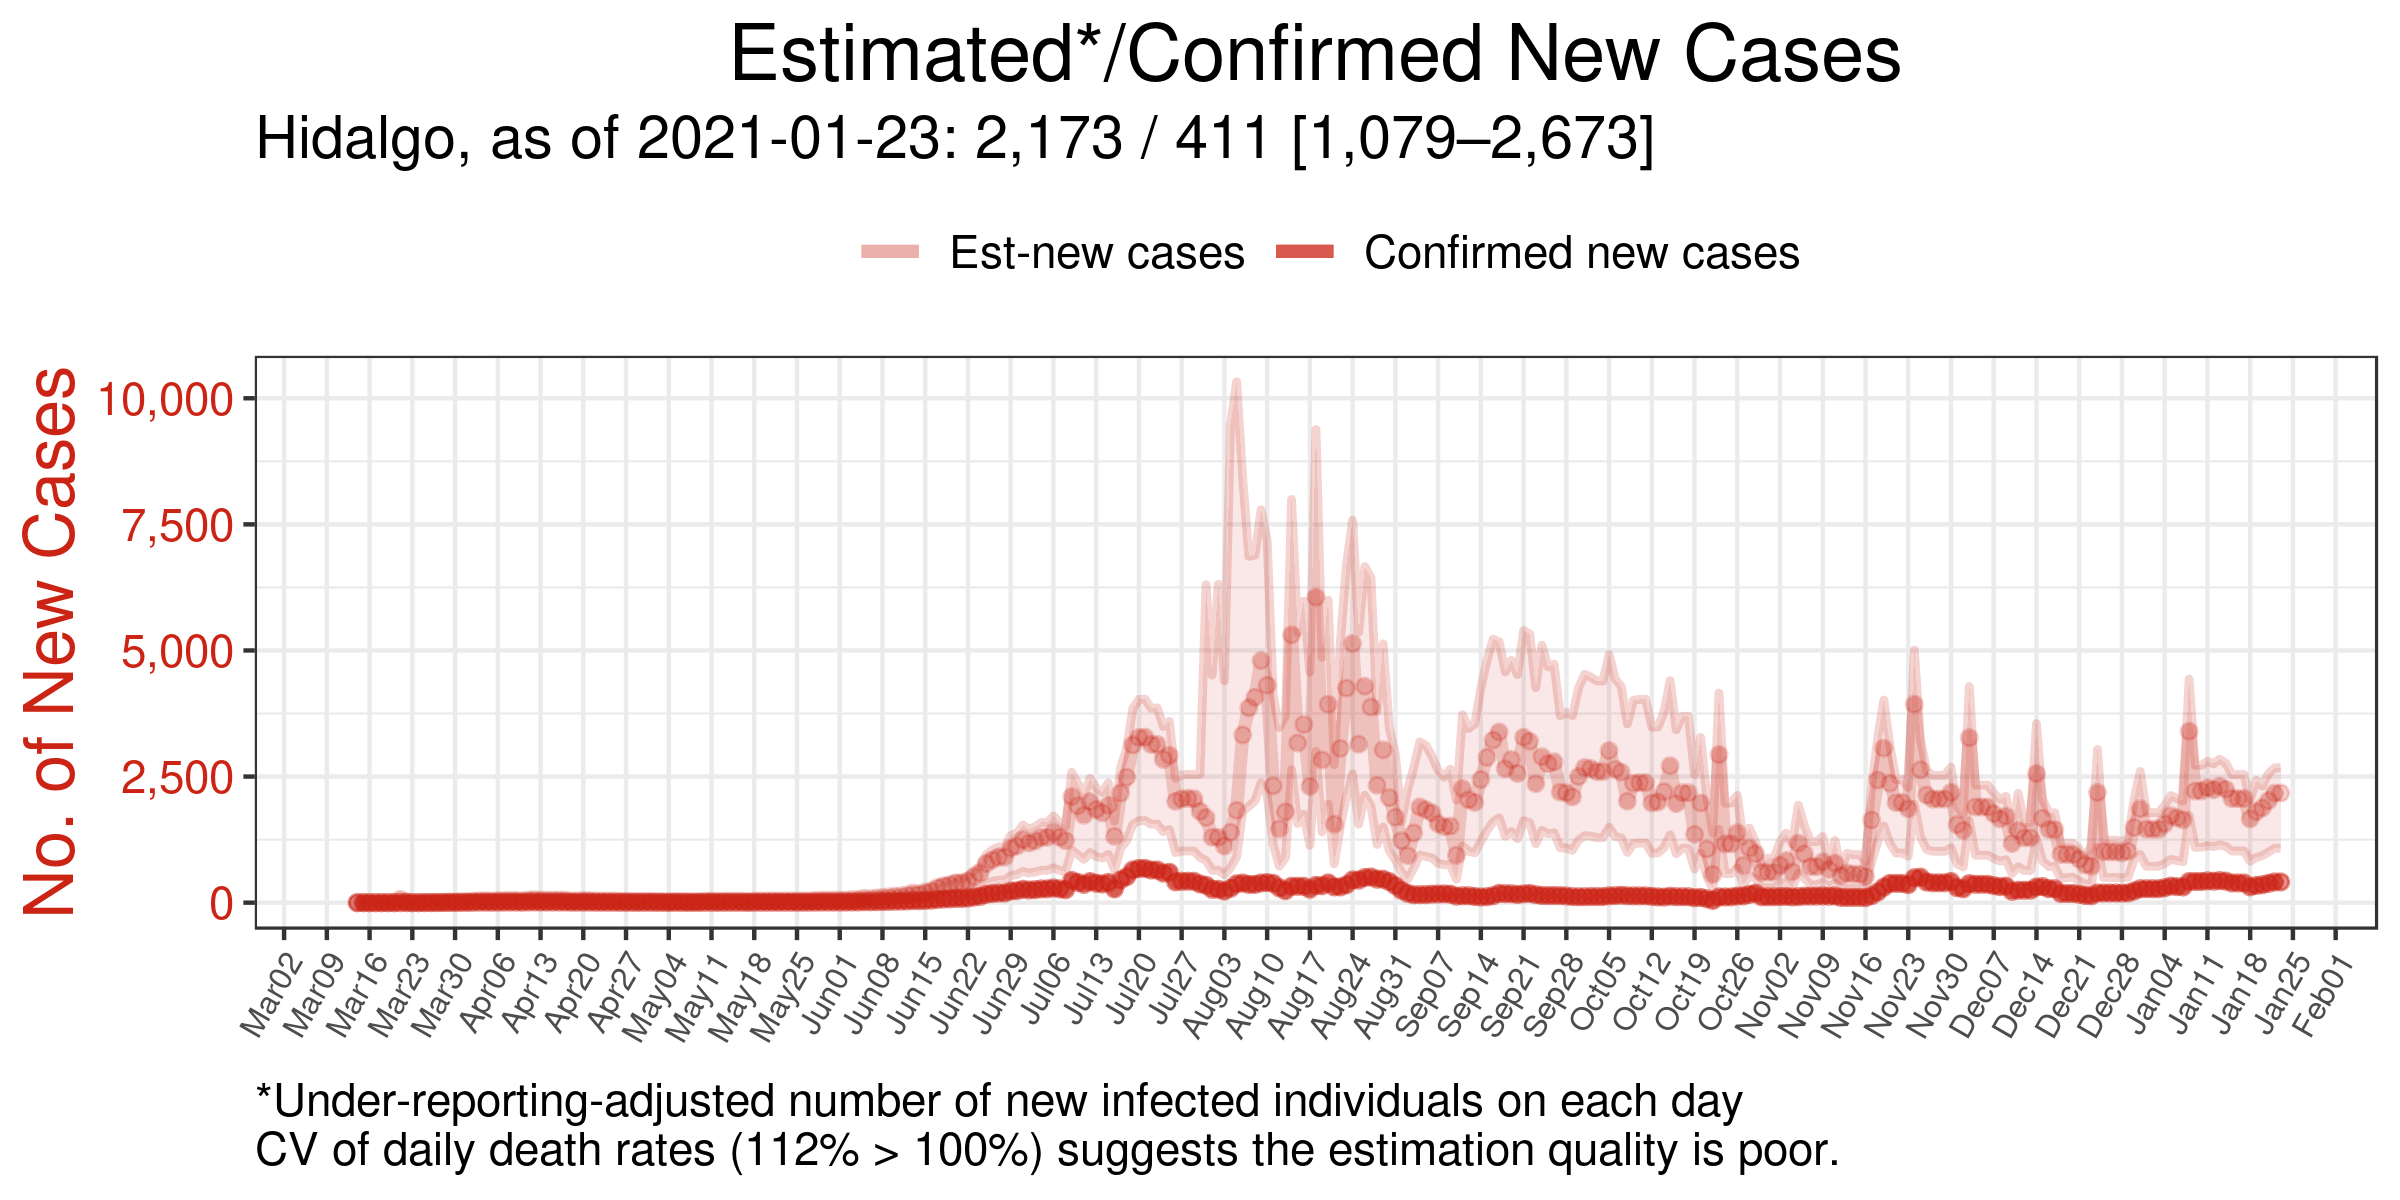 Estimated*/Confirmed New Cases
Hidalgo, as of 2021-01-23: 2,173 / 411 [1,079–2,673]
Est-new cases Confirmed new cases
No. of New Cases
10,000
7,500
5,000
2,500
0
Mar02 Mar09 Mar16 Mar23 Mar30 Apr06 Apr13 Apr20 Apr27 May04 May11 May18 May25 Jun01 Jun08 Jun15 Jun22 Jun29 Jul06 Jul13 Jul20 Jul27 Aug03 Aug10 Aug17 Aug24 Aug31 Sep07 Sep14 Sep21 Sep28 Oct05 Oct12 Oct19 Oct26 Nov02 Nov09 Nov16 Nov23 Nov30 Dec07 Dec14 Dec21 Dec28 Jan04 Jan11 Jan18 Jan25 Feb01
*Under-reporting-adjusted number of new infected individuals on each day
CV of daily death rates (112% > 100%) suggests the estimation quality is poor.